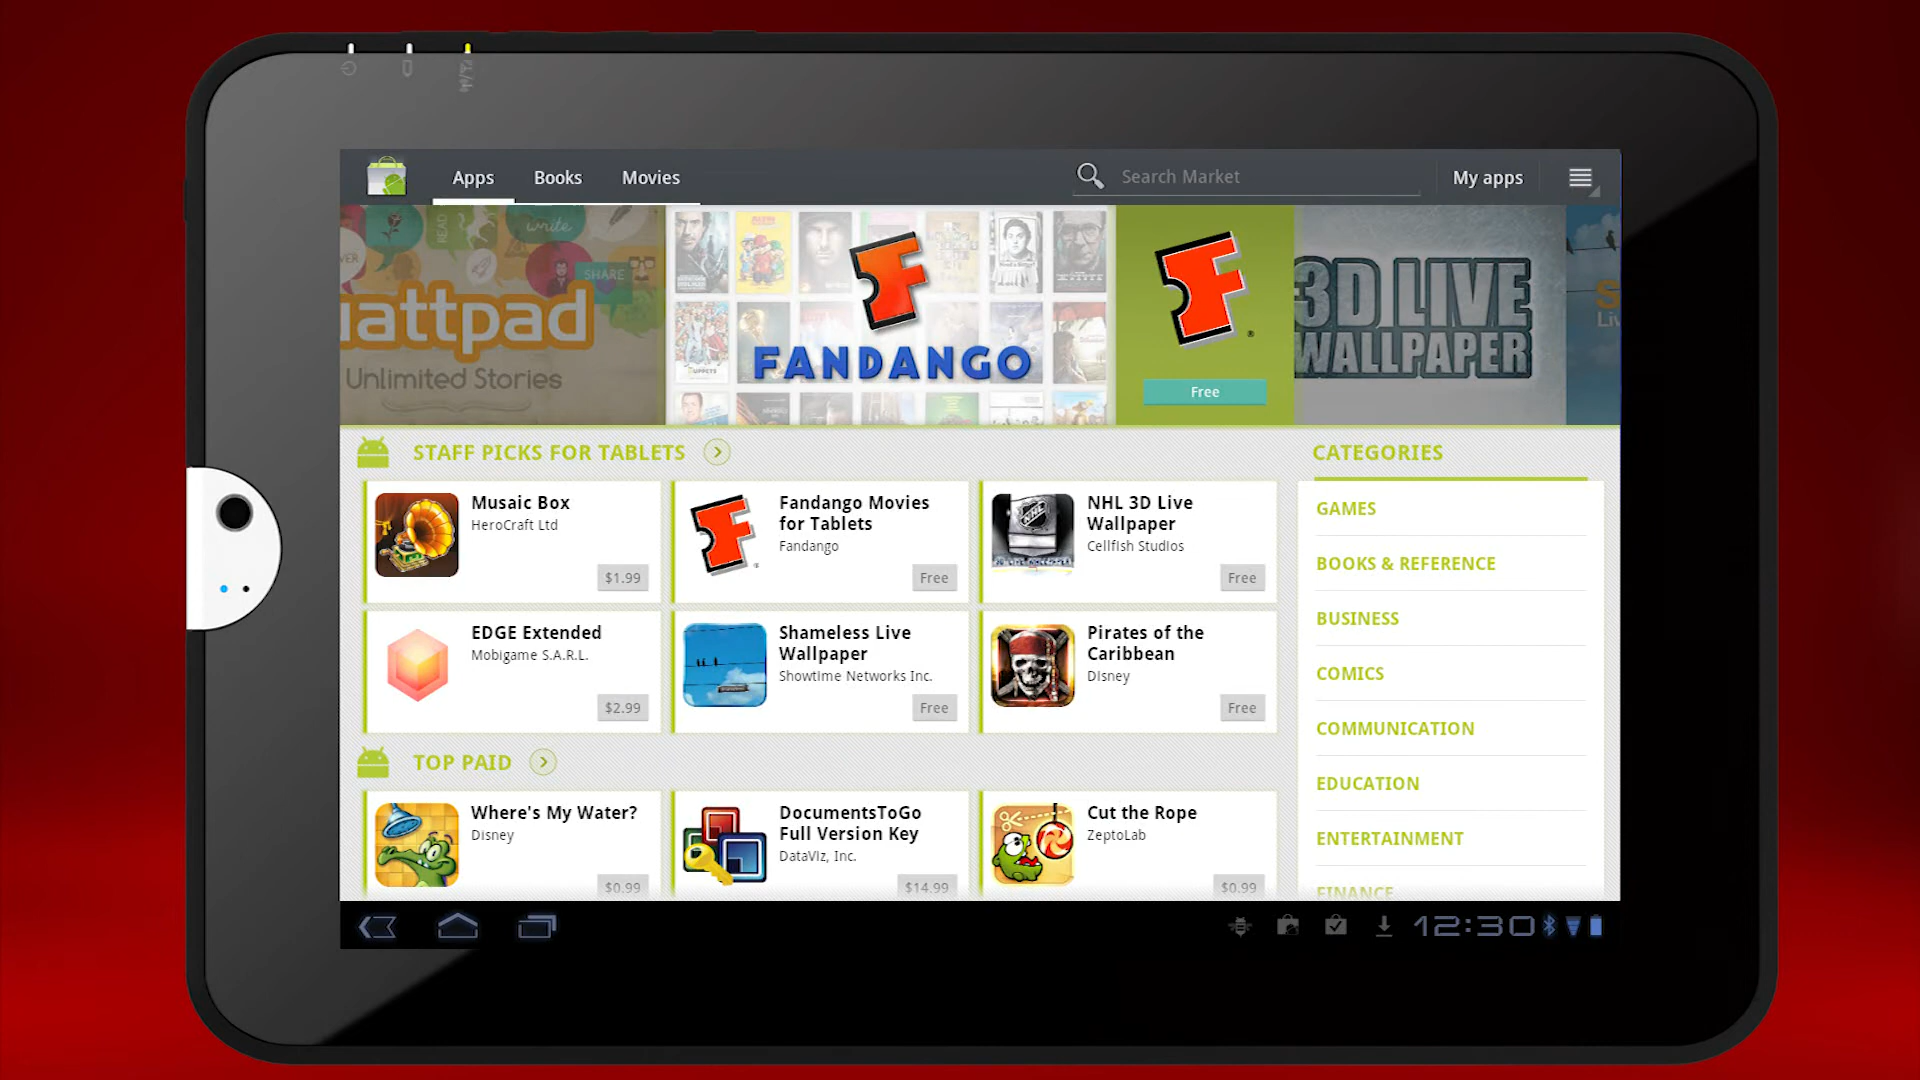 Apps
Books
Movies
Search Market
My apps
READ
write
SHARE
attpad
Unlimited Stories
FANDANGO
Free
3D LIVE
WALLPAPER
STAFF PICKS FOR TABLETS
CATEGORIES
Musaic Box
HeroCraft Ltd
$1.99
Fandango Movies
for Tablets
Fandango
Free
NHL 3D Live
Wallpaper
Cellfish Studios
Free
EDGE Extended
Mobigame S.A.R.L.
$2.99
Shameless Live
Wallpaper
Showtime Networks Inc.
Free
Pirates of the
Caribbean
Disney
Free
TOP PAID
Where's My Water?
Disney
$0.99
DocumentsToGo
Full Version Key
DataViz, Inc.
$14.99
Cut the Rope
ZeptoLab
$0.99
GAMES
BOOKS & REFERENCE
BUSINESS
COMICS
COMMUNICATION
EDUCATION
ENTERTAINMENT
FINANCE
12:30